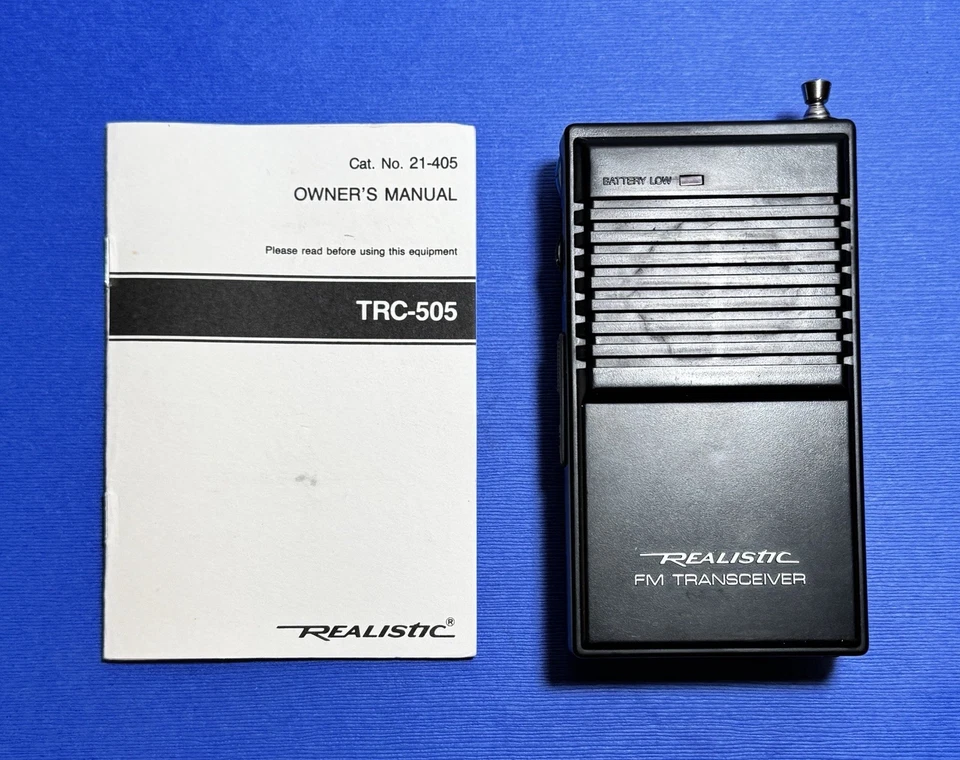 Cat. No. 21-405
OWNER'S MANUAL
Please read before using this equipment
TRC-505
REALISTIC®
BATTERY LOW
REALISTIC
FM TRANSCEIVER